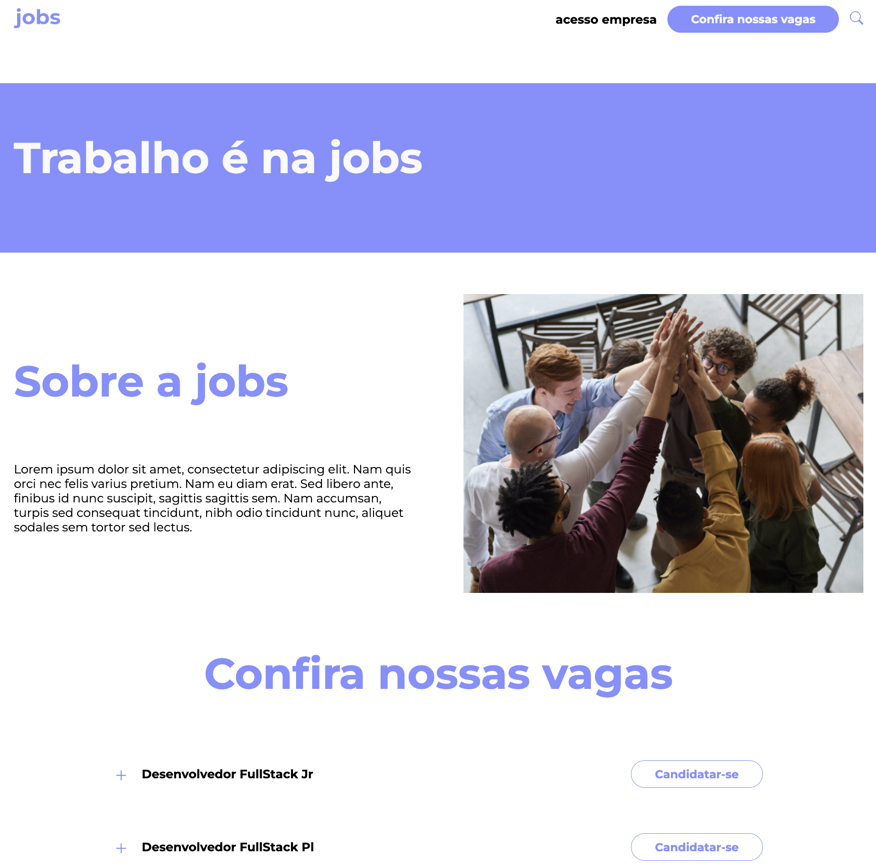 jobs
acesso empresa
Confira nossas vagas
Trabalho é na jobs
Sobre a jobs
Lorem ipsum dolor sit amet, consectetur adipiscing elit. Nam quis
orci nec felis varius pretium. Nam eu diam erat. Sed libero ante,
finibus id nunc suscipit, sagittis sagittis sem. Nam accumsan,
turpis sed consequat tincidunt, nibh odio tincidunt nunc, aliquet
sodales sem tortor sed lectus.
Confira nossas vagas
Desenvolvedor FullStack Jr
Candidatar-se
Desenvolvedor FullStack Pl
Candidatar-se